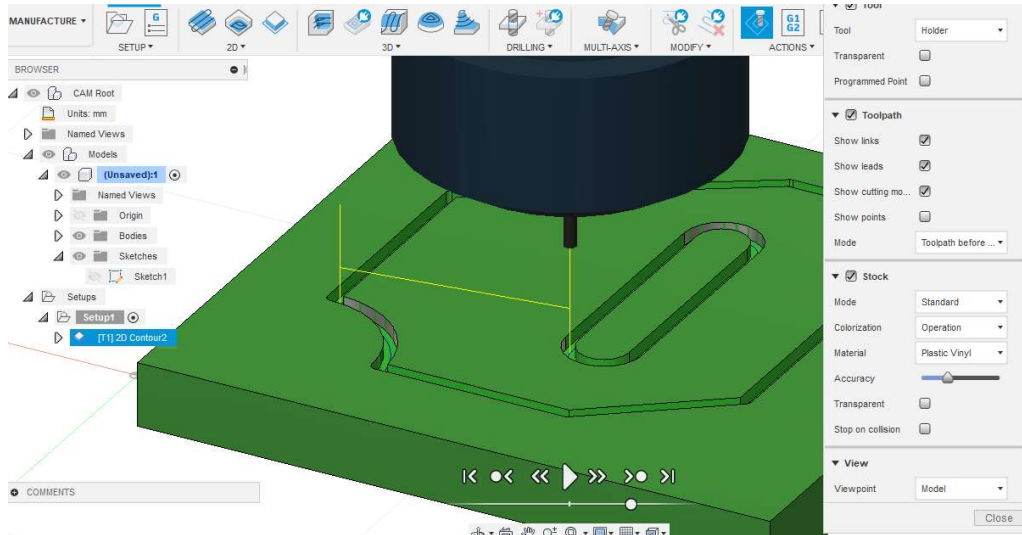 MANUFACTURE
G
G1
G2
SETUP
2D
3D
DRILLING
MULTI-AXIS
MODIFY
ACTIONS
BROWSER
CAM Root
Units: mm
Named Views
Models
(Unsaved):1
Named Views
Origin
Bodies
Sketches
Sketch1
Setups
Setup1
[T1] 2D Contour2
COMMENTS
Tool
Tool Holder
Transparent
Programmed Point
Toolpath
Show links
Show leads
Show cutting mo...
Show points
Mode Toolpath before ...
Stock
Mode Standard
Colorization Operation
Material Plastic Vinyl
Accuracy
Transparent
Stop on collision
View
Viewpoint Model
Close